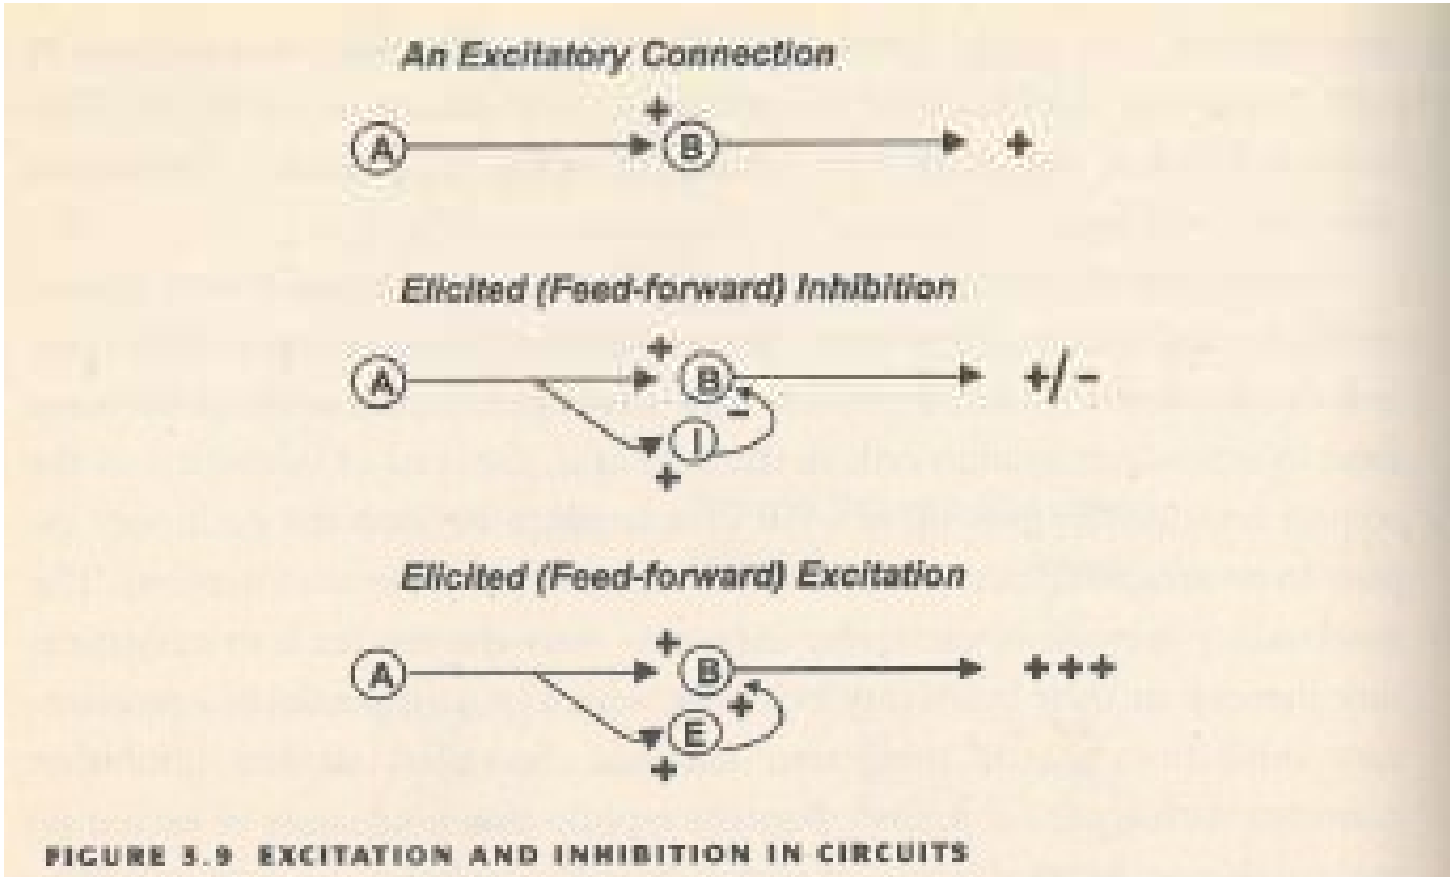 An Excitatory Connection
+
A B +
Elicited (Feed-forward) Inhibition
+
A B +/-
-
I
+
Elicited (Feed-forward) Excitation
+
A B +++
+
E
+
FIGURE 3.9 EXCITATION AND INHIBITION IN CIRCUITS